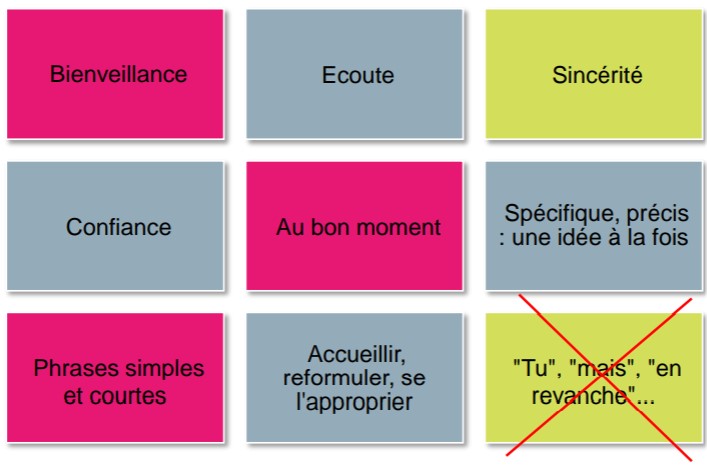 Bienveillance
Ecoute
Sincérité
Confiance
Au bon moment
Spécifique, précis
: une idée à la fois
Phrases simples
et courtes
Accueillir,
reformuler, se
l'approprier
"Tu", "mais", "en
revanche"...